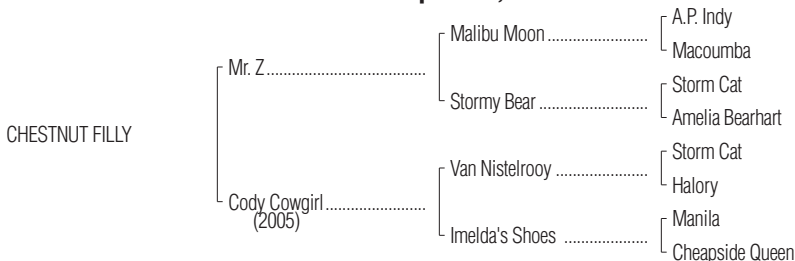 A.P. Indy
Malibu Moon
Macoumba
Mr. Z
Storm Cat
Stormy Bear
Amelia Bearhart
CHESTNUT FILLY
Storm Cat
Van Nistelrooy
Halory
Cody Cowgirl
(2005)
Manila
Imelda's Shoes
Cheapside Queen